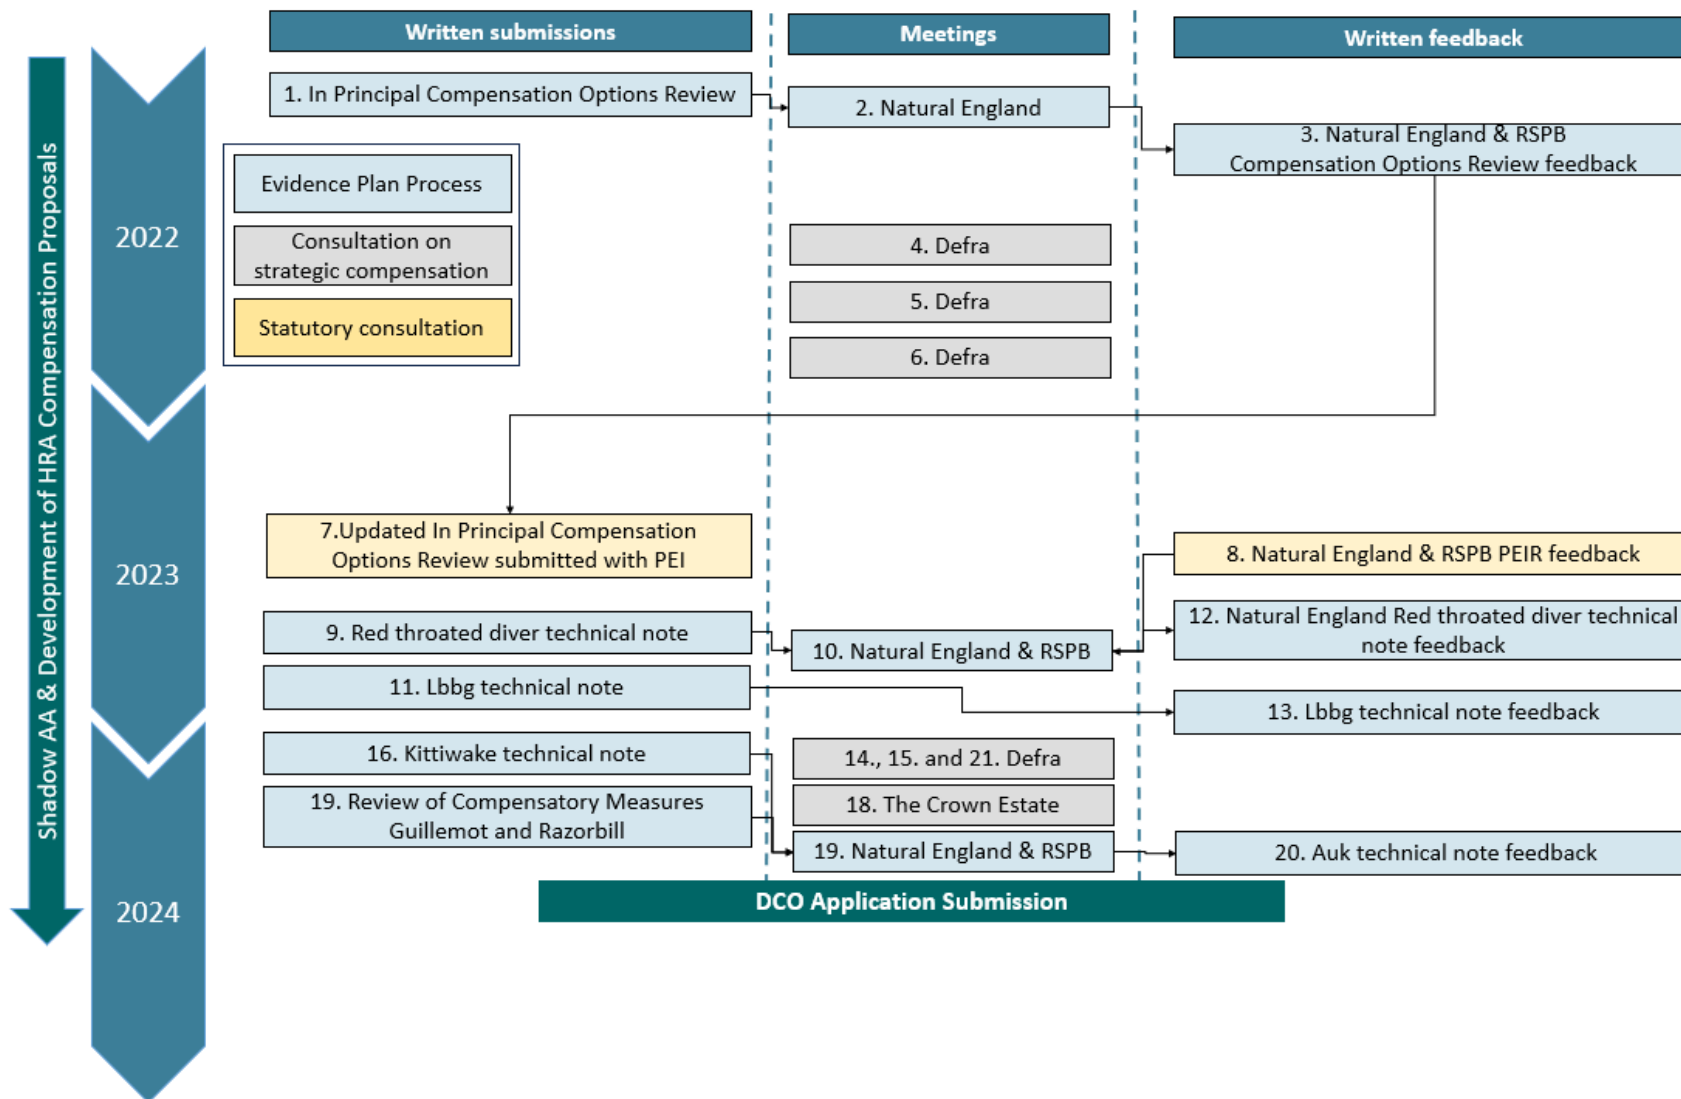 Written submissions
Meetings
Written feedback
Shadow AA & Development of HRA Compensation Proposals
2022
1. In Principal Compensation Options Review
2. Natural England
3. Natural England & RSPB
Compensation Options Review feedback
Evidence Plan Process
Consultation on
strategic compensation
Statutory consultation
4. Defra
5. Defra
6. Defra
2023
7.Updated In Principal Compensation
Options Review submitted with PEI
8. Natural England & RSPB PEIR feedback
9. Red throated diver technical note
10. Natural England & RSPB
12. Natural England Red throated diver technical
note feedback
11. Lbbg technical note
13. Lbbg technical note feedback
2024
16. Kittiwake technical note
14., 15. and 21. Defra
19. Review of Compensatory Measures
Guillemot and Razorbill
18. The Crown Estate
19. Natural England & RSPB
20. Auk technical note feedback
DCO Application Submission